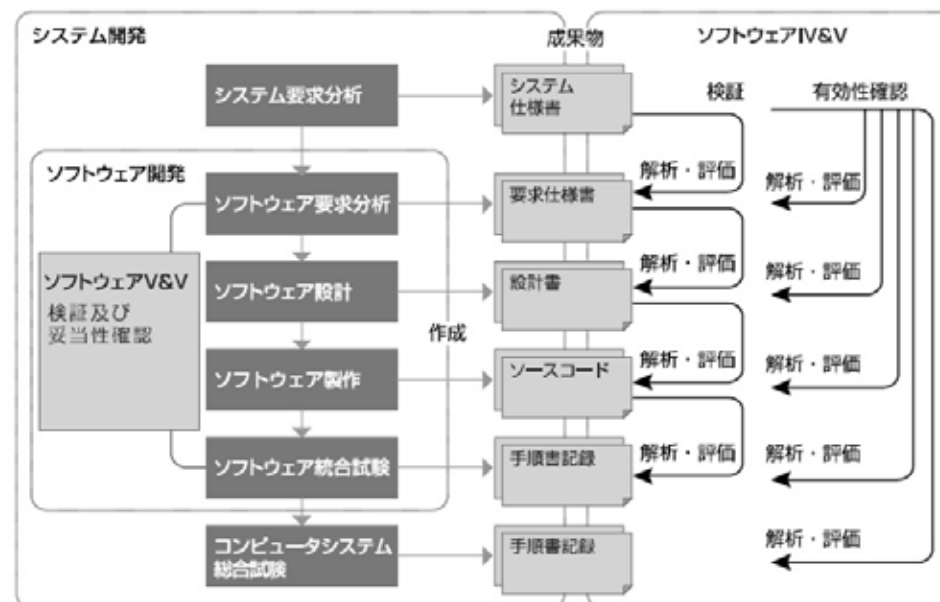 システム開発
成果物
ソフトウェアIV&V
システム要求分析
システム
仕様書
検証
有効性確認
ソフトウェア開発
解析・評価
解析・評価
ソフトウェア要求分析
要求仕様書
ソフトウェアV&V
検証及び
妥当性確認
ソフトウェア設計
設計書
解析・評価
解析・評価
作成
ソフトウェア製作
ソースコード
解析・評価
解析・評価
ソフトウェア統合試験
手順書記録
解析・評価
解析・評価
コンピュータシステム
総合試験
手順書記録
解析・評価